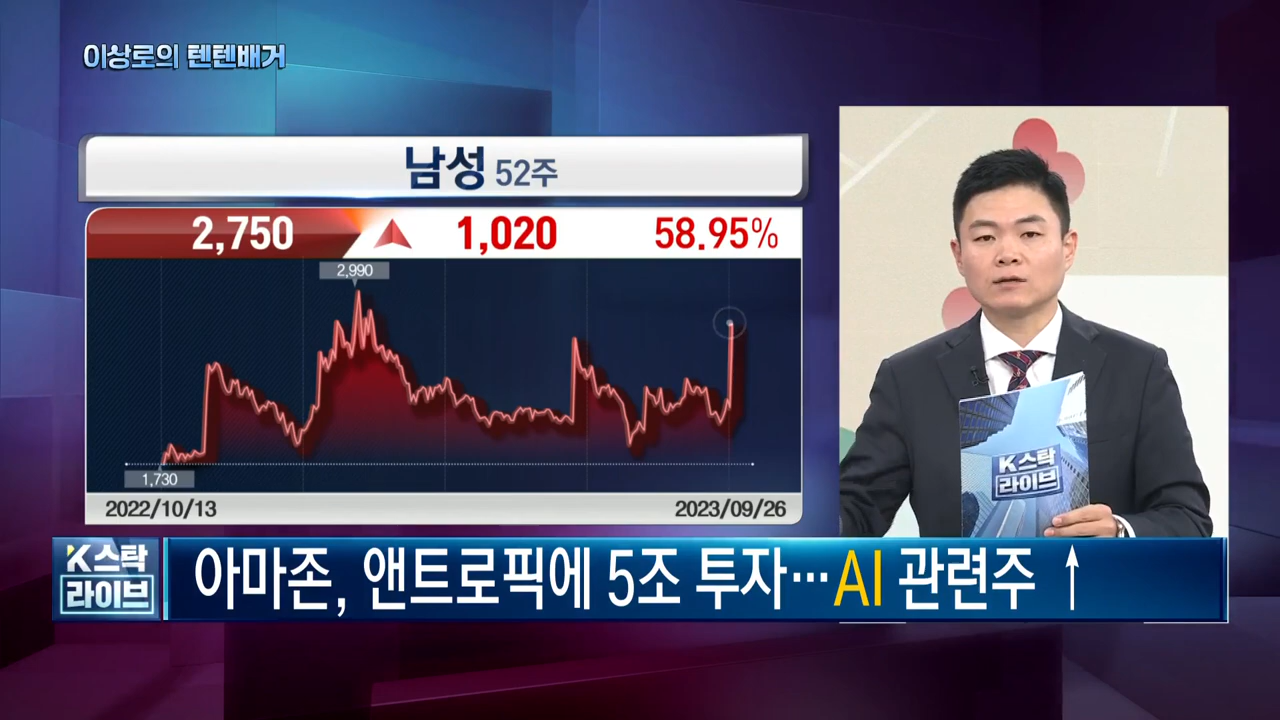 이상로의 텐텐배거
남성 52주
2,750 1,020 58.95%
2,990
1,730
2022/10/13 2023/09/26
K스탁
라이브
K스탁
라이브
아마존, 앤트로픽에 5조 투자…AI 관련주 ↑